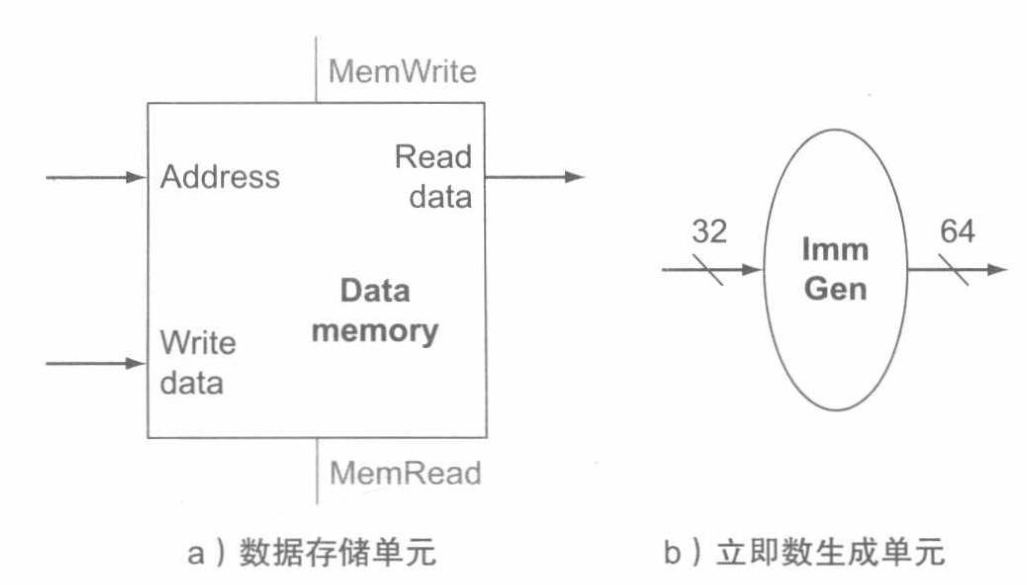 MemWrite
Address
Read
data
Data
memory
Write
data
MemRead
a）数据存储单元
32
Imm
Gen
64
b）立即数生成单元